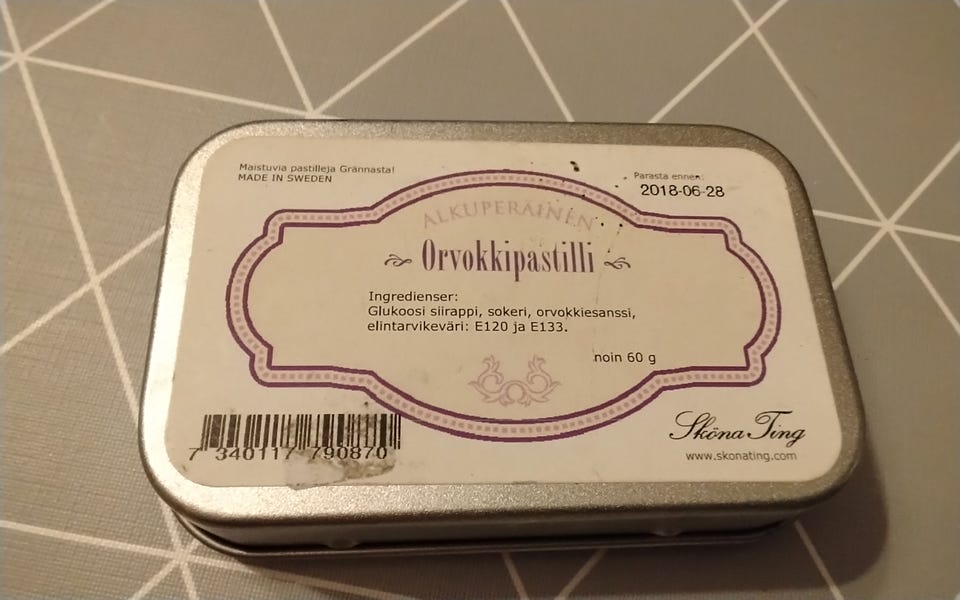 Maistuvia pastilleja Grännasta!
MADE IN SWEDEN
Parasta ennen:
2018-06-28
ALKUPERÄINEN
Orvokkipastilli
Ingredienser:
Glukoosi siirappi, sokeri, orvokkiesanssi,
elintarvikeväri: E120 ja E133.
noin 60 g
7 340117 790870
Sköna Ting
www.skonating.com